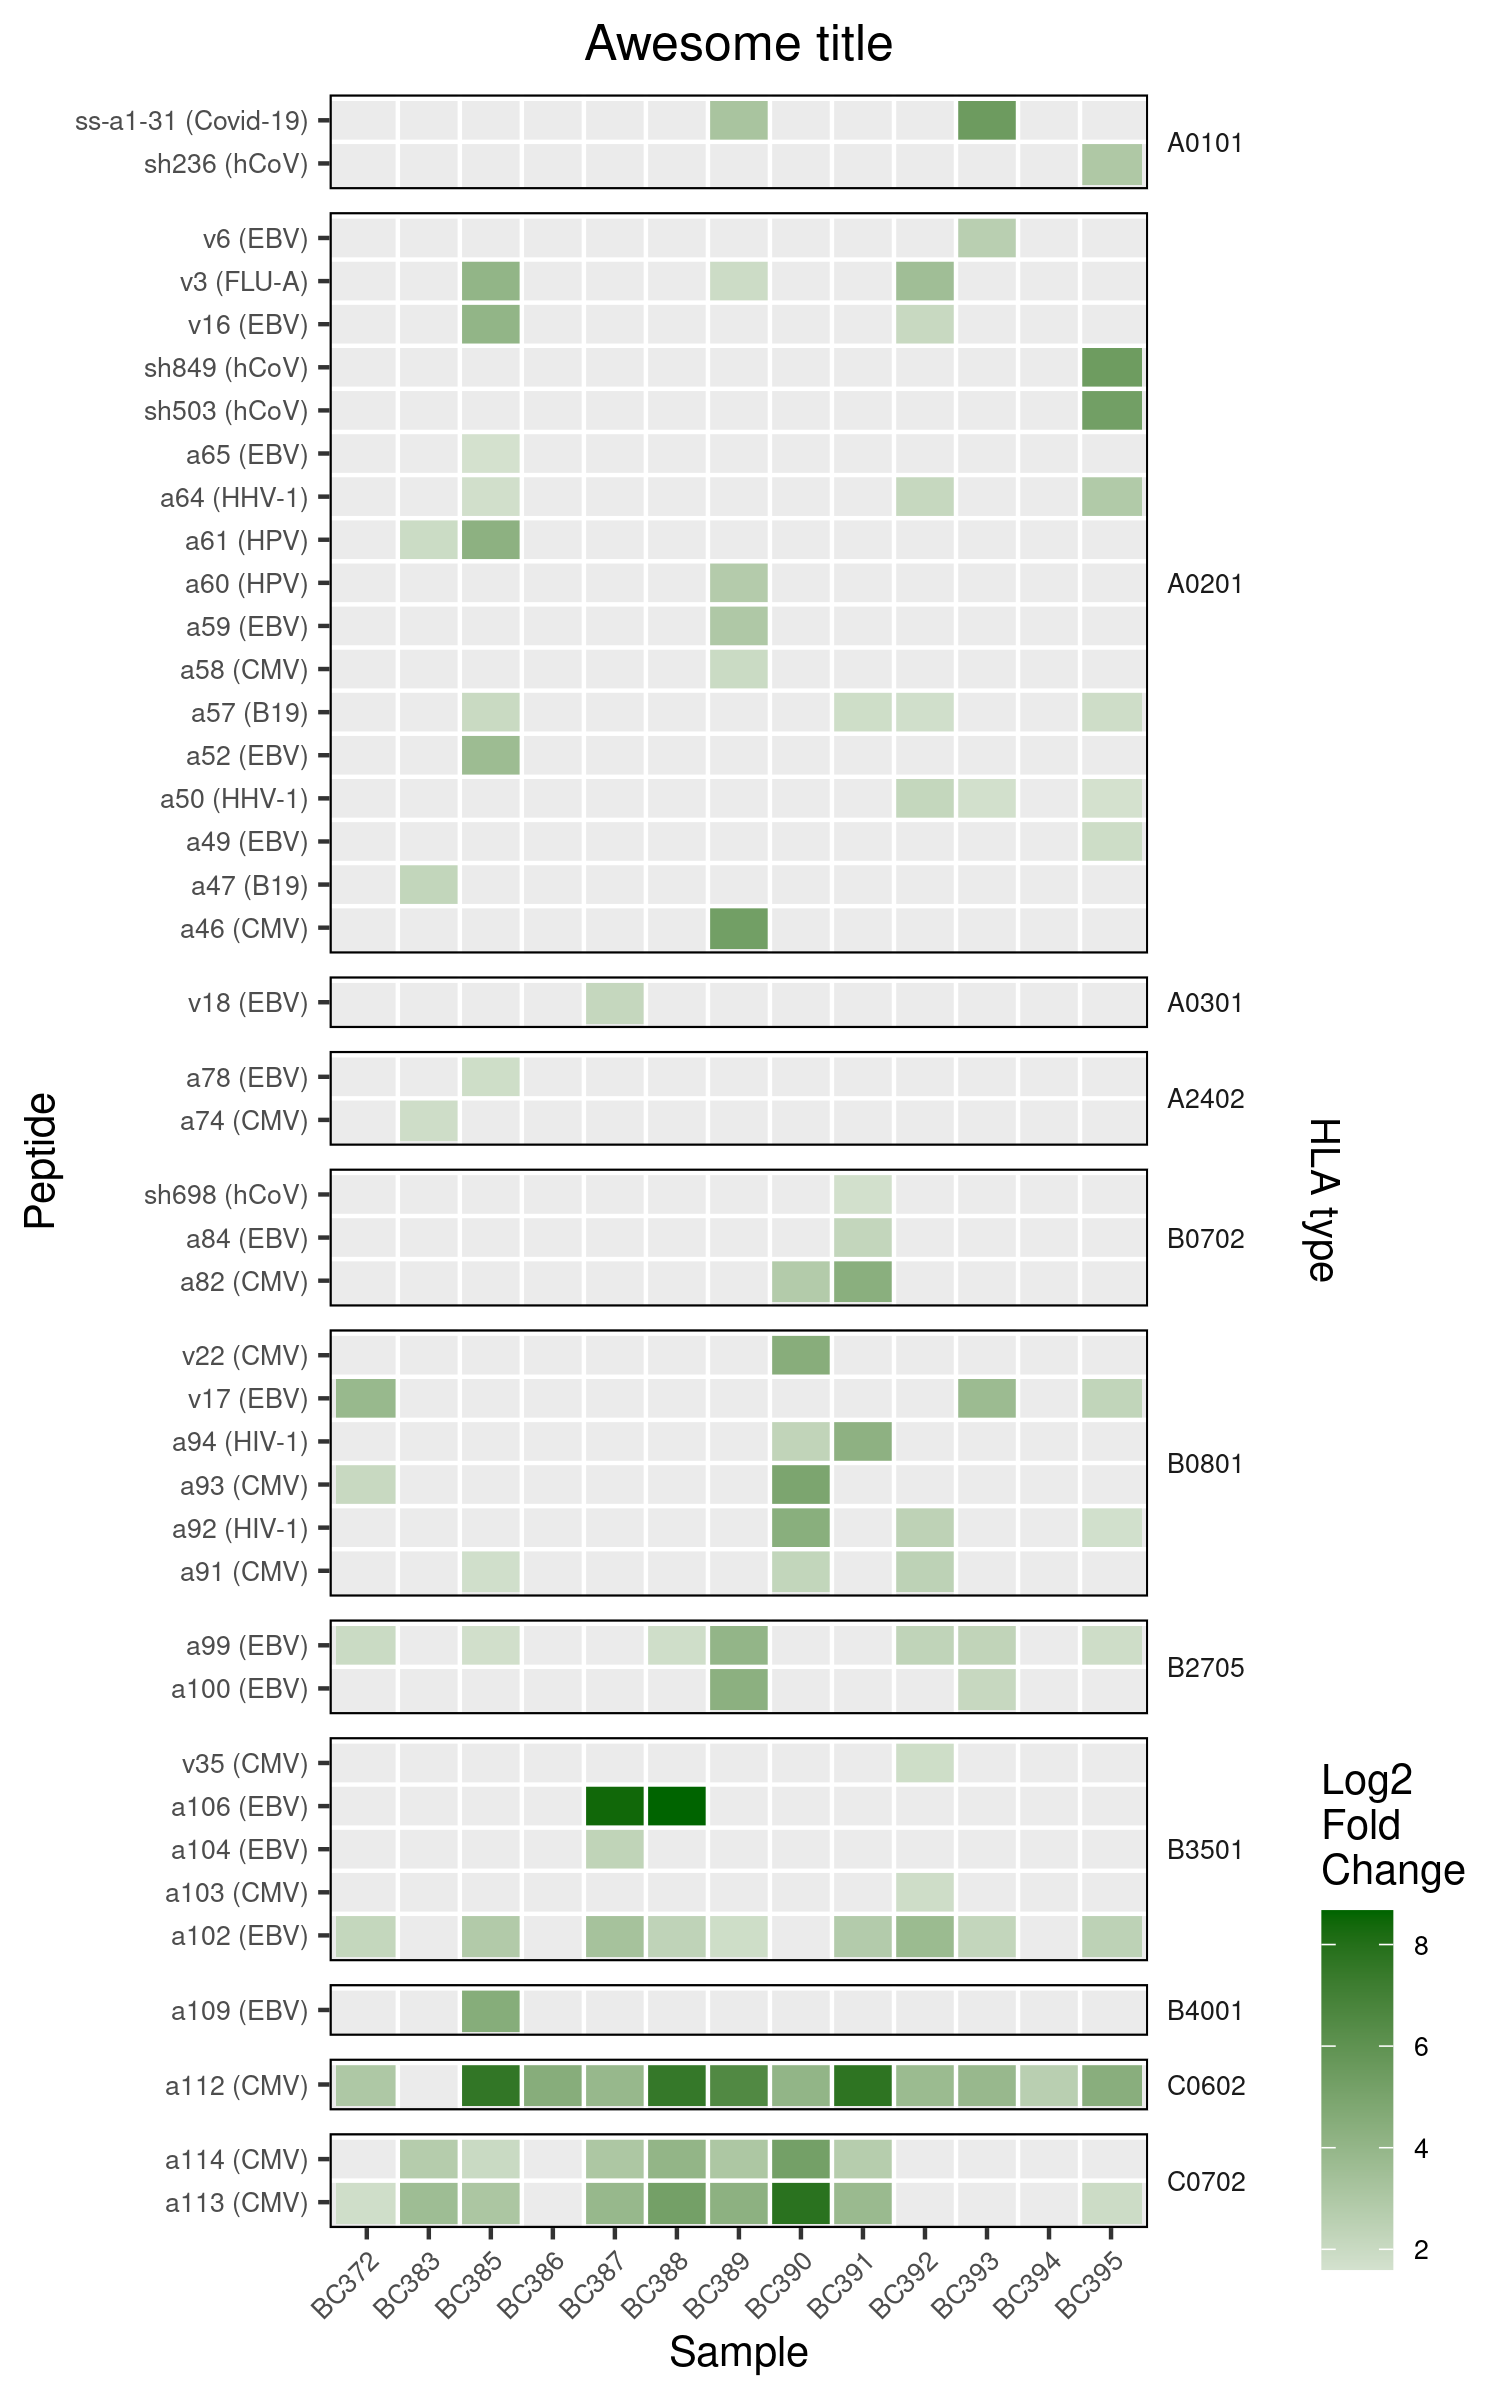 Awesome title
ss-a1-31 (Covid-19)
sh236 (hCoV)
A0101
v6 (EBV)
v3 (FLU-A)
v16 (EBV)
sh849 (hCoV)
sh503 (hCoV)
a65 (EBV)
a64 (HHV-1)
a61 (HPV)
a60 (HPV)
a59 (EBV)
a58 (CMV)
a57 (B19)
a52 (EBV)
a50 (HHV-1)
a49 (EBV)
a47 (B19)
a46 (CMV)
A0201
v18 (EBV)
A0301
a78 (EBV)
a74 (CMV)
A2402
sh698 (hCoV)
a84 (EBV)
a82 (CMV)
B0702
v22 (CMV)
v17 (EBV)
a94 (HIV-1)
a93 (CMV)
a92 (HIV-1)
a91 (CMV)
B0801
a99 (EBV)
a100 (EBV)
B2705
v35 (CMV)
a106 (EBV)
a104 (EBV)
a103 (CMV)
a102 (EBV)
B3501
a109 (EBV)
B4001
a112 (CMV)
C0602
a114 (CMV)
a113 (CMV)
C0702
BC372
BC383
BC385
BC386
BC387
BC388
BC389
BC390
BC391
BC392
BC393
BC394
BC395
Sample
Peptide
HLA type
Log2
Fold
Change
8
6
4
2